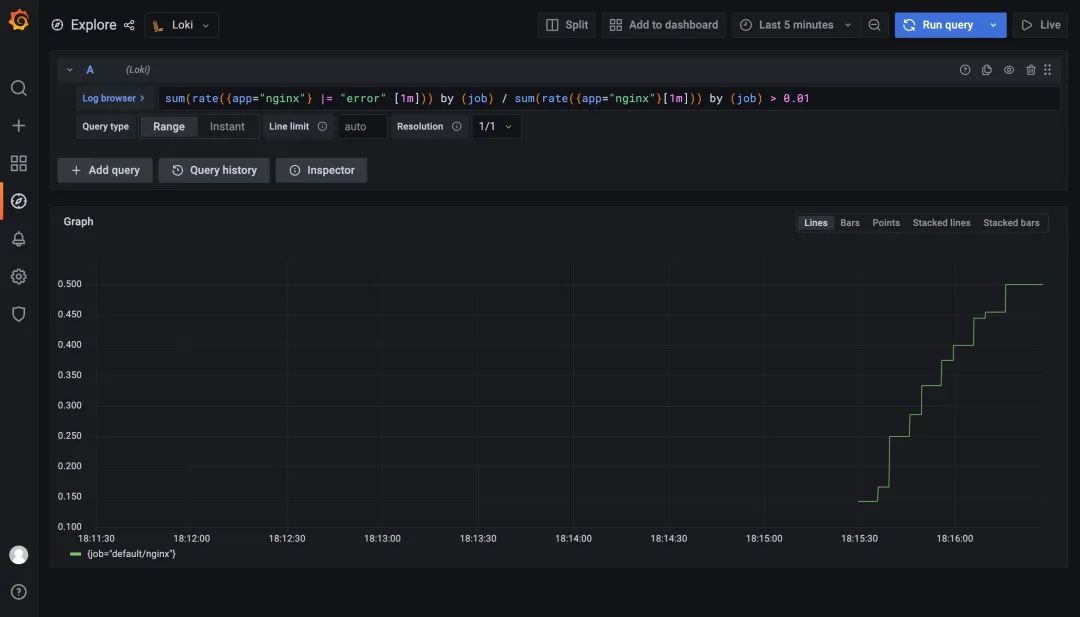 Explore Loki Split Add to dashboard Last 5 minutes Run query Live
A (Loki)
Log browser > sum(rate({app="nginx"} |= "error" [1m])) by (job) / sum(rate({app="nginx"}[1m])) by (job) > 0.01
Query type Range Instant Line limit auto Resolution 1/1
+ Add query Query history Inspector
Graph Lines Bars Points Stacked lines Stacked bars
0.500
0.450
0.400
0.350
0.300
0.250
0.200
0.150
0.100
18:11:30 18:12:00 18:12:30 18:13:00 18:13:30 18:14:00 18:14:30 18:15:00 18:15:30 18:16:00
{job="default/nginx"}